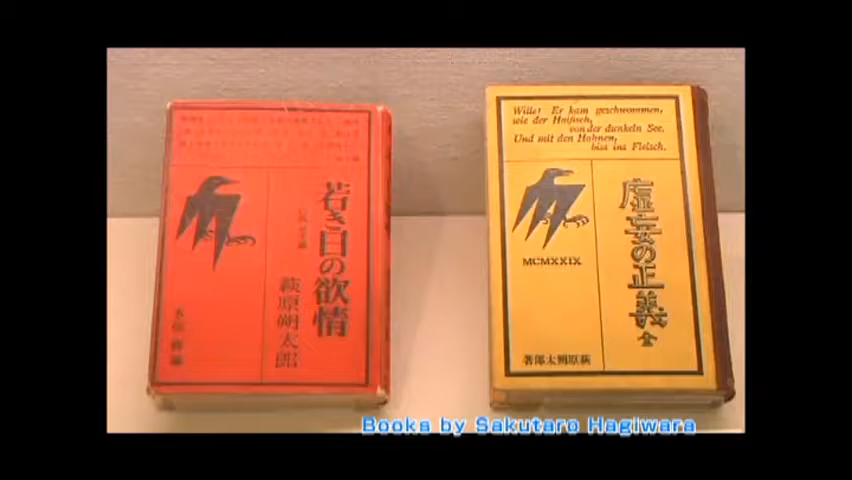 若き日の欲情
萩原朔太郎
Wille! Er kam geschwommen,
wie der Haifisch,
von der dunkeln See.
Und mit den Hahnen,
biss ins Fleisch.
虚妄の正義 全
MCMXXIX
著郎太朔原萩
Books by Sakutaro Hagiwara